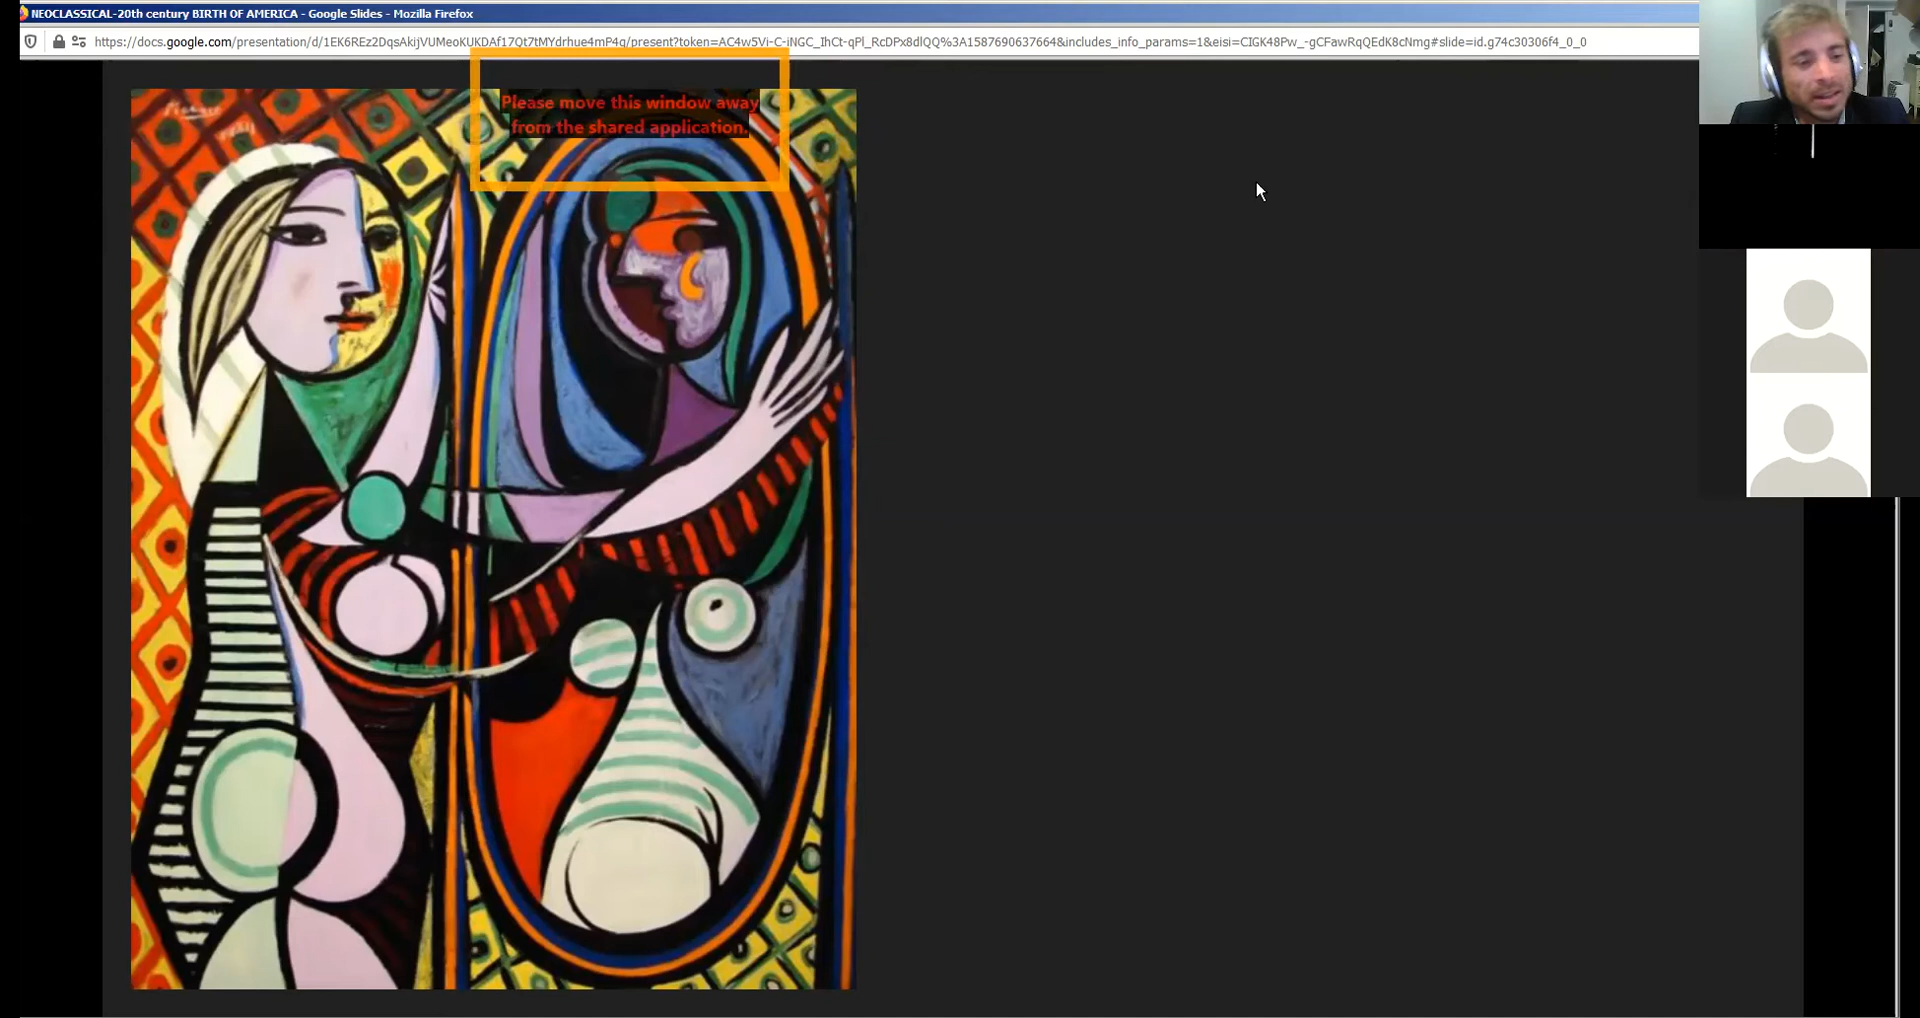 NEOCLASSICAL-20th century BIRTH OF AMERICA - Google Slides - Mozilla Firefox
https://docs.google.com/presentation/d/1EK6REz2DqsAkijVUMeoKUKDAf17Qt7tMYdrhue4mP4g/present?token=AC4w5Vi-C-iNGC_IhCt-qPl_RcDPx8dlQQ%3A1587690637664&includes_info_params=1&eisi=CIGK48Pw_-gCFawRqQEdK8cNmg#slide=id.g74c30306f4_0_0
Picasso
Please move this window away
from the shared application.